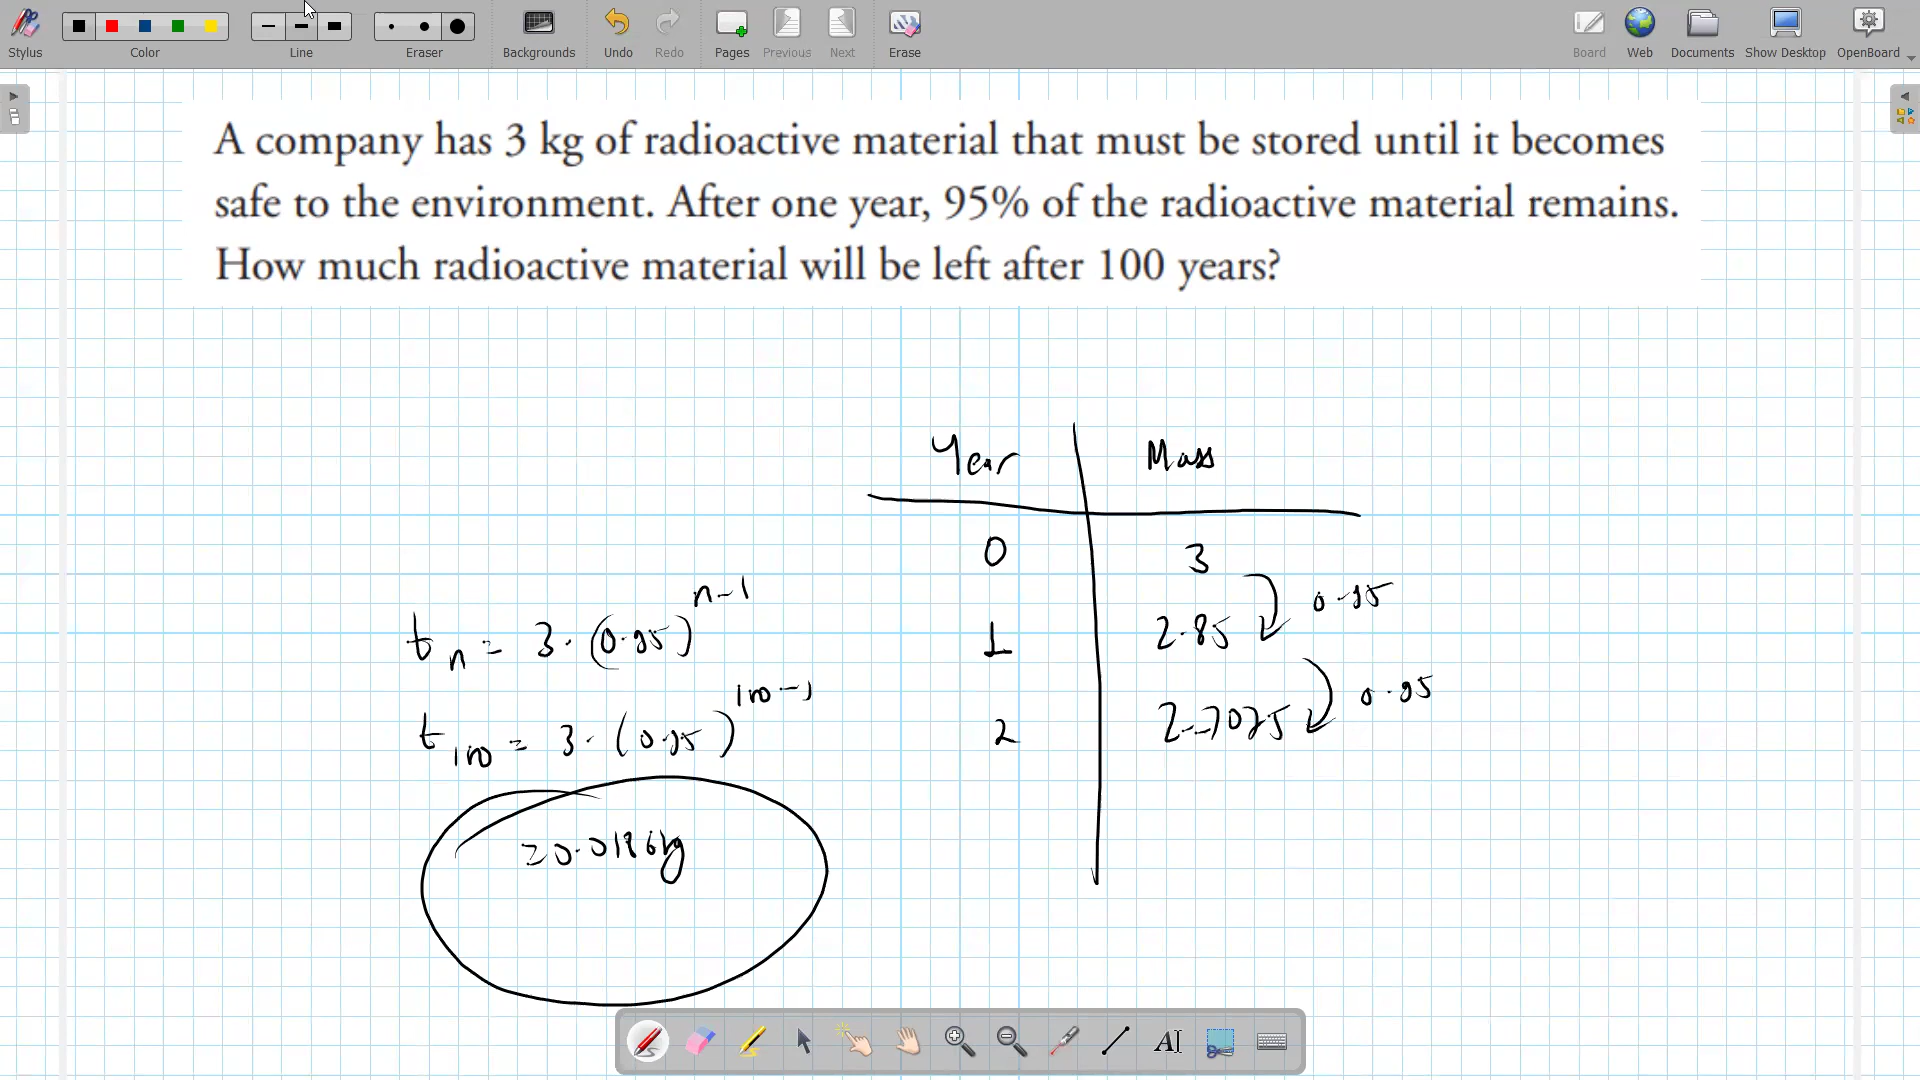 Stylus Color Line Eraser Backgrounds Undo Redo Pages Previous Next Erase Board Web Documents Show Desktop OpenBoard
A company has 3 kg of radioactive material that must be stored until it becomes
safe to the environment. After one year, 95% of the radioactive material remains.
How much radioactive material will be left after 100 years?
Year Mass
0 3
tn = 3·(0.95)^n-1
1 2.85 0.95
t100 = 3·(0.95)^100-1
2 2.7075 0.95
=0.0186kg